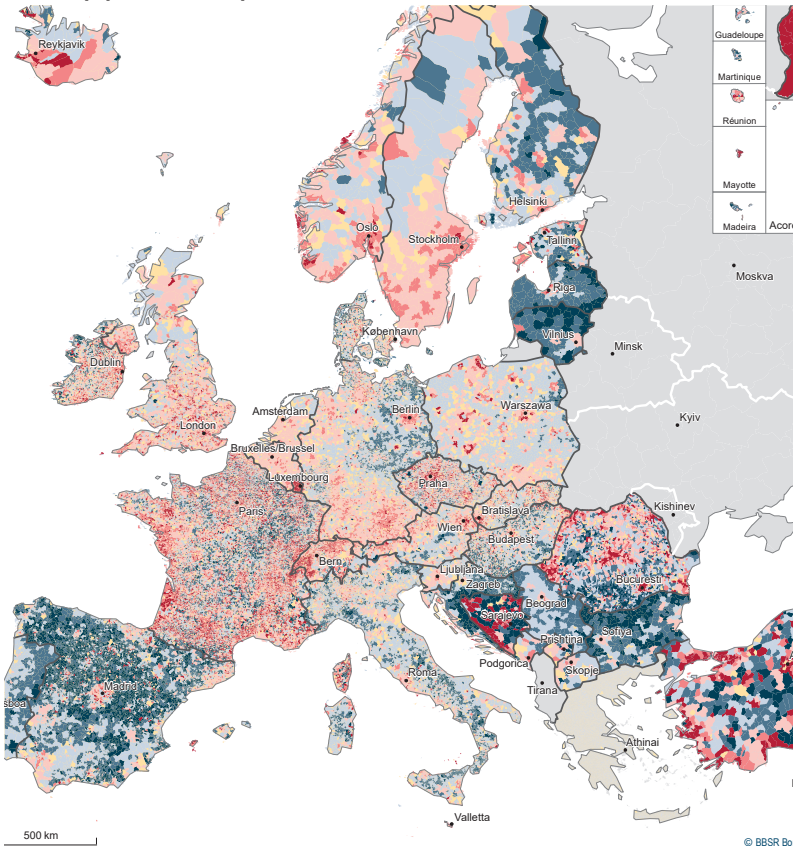 Reykjavik
Guadeloupe
Martinique
Réunion
Mayotte
Madeira
Acore
Helsinki
Oslo
Stockholm
Tallinn
Moskva
Riga
København
Vilnius
Minsk
Dublin
Amsterdam
Berlin
Warszawa
Kyiv
London
Bruxelles/Brussel
Luxembourg
Praha
Paris
Bratislava
Kishinev
Wien
Budapest
Bern
Ljubljana
Zagreb
Bucuresti
Beograd
Sarajevo
Prishtina
Sofiya
Podgorica
Skopje
Roma
Tirana
Madrid
sboa
Athinai
Valletta
500 km
© BBSR Bo